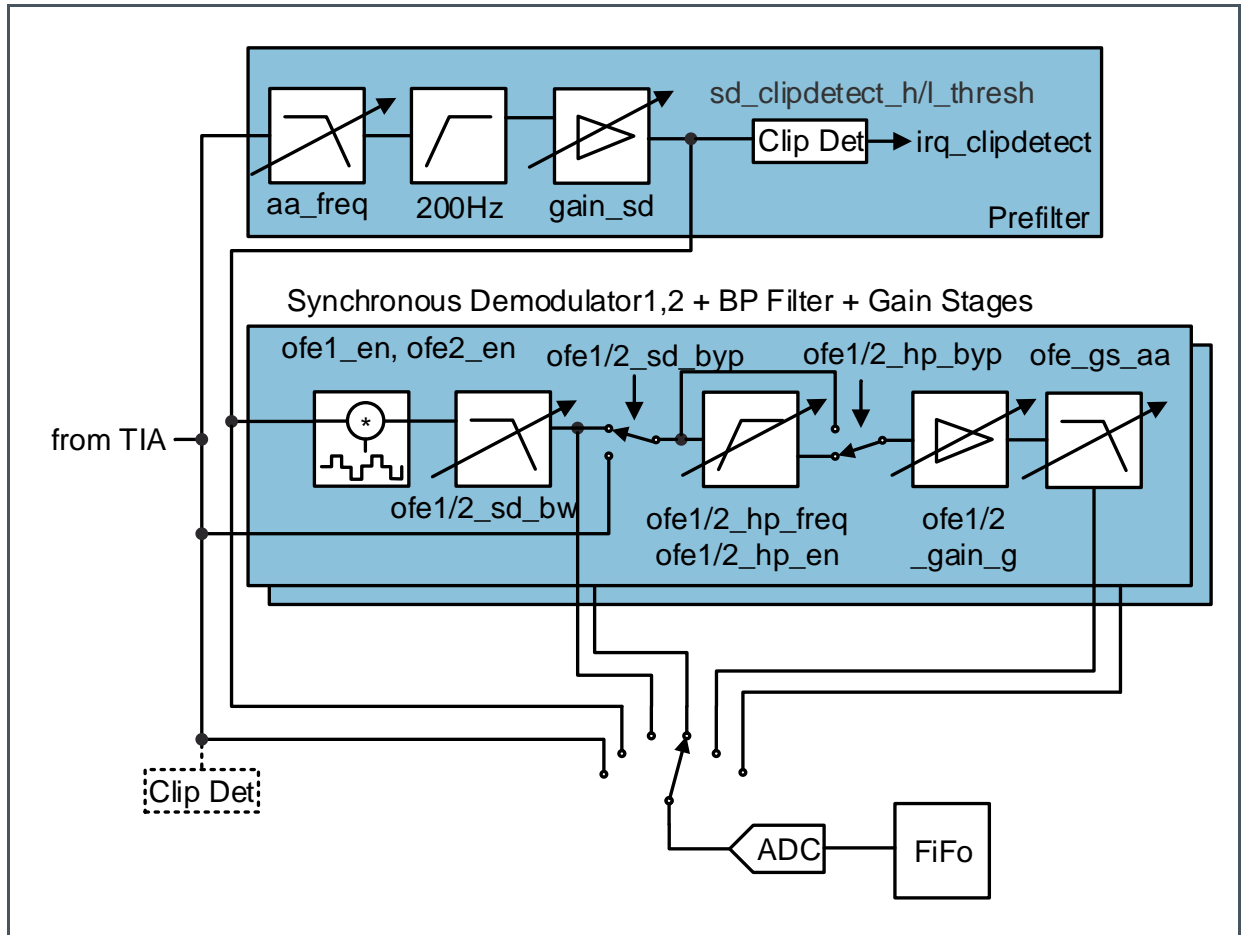 sd_clipdetect_h/l_thresh
Clip Det
irq_clipdetect
aa_freq
200Hz
gain_sd
Prefilter
Synchronous Demodulator1,2 + BP Filter + Gain Stages
ofe1_en, ofe2_en
ofe1/2_sd_byp
ofe1/2_hp_byp
ofe_gs_aa
*
from TIA
ofe1/2_sd_bw
ofe1/2_hp_freq
ofe1/2_hp_en
ofe1/2
_gain_g
Clip Det
ADC
FiFo